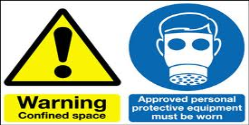 Warning
Confined space
Approved personal
protective equipment
must be worn